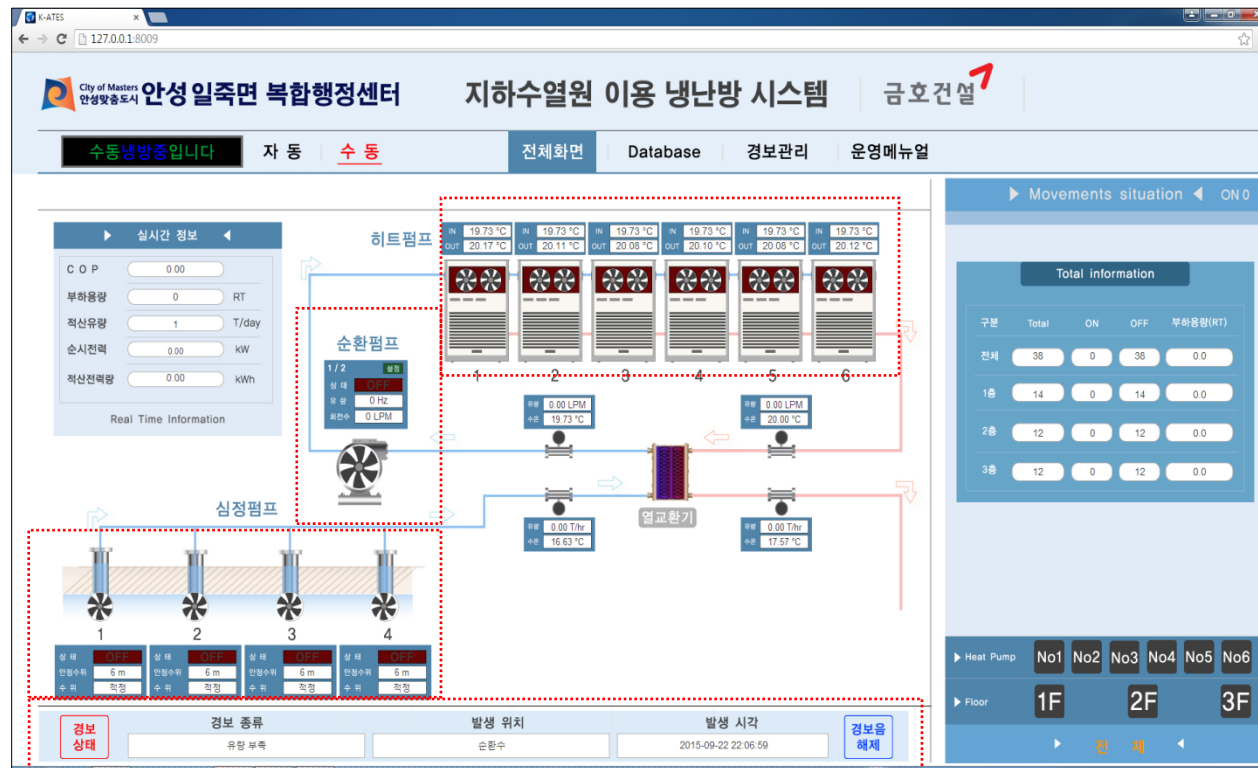 K-ATES
127.0.0.1:8009
City of Masters
안성맞춤도시
안성 일죽면 복합행정센터
지하수열원 이용 냉난방 시스템
금호건설
수동냉방중입니다
자 동
수 동
전체화면
Database
경보관리
운영메뉴얼
▶ Movements situation ◀ ON 0
▶ 실시간 정보 ◀
C O P 0.00
부하용량 0 RT
적산유량 1 T/day
순시전력 0.00 kW
적산전력량 0.00 kWh
Real Time Information
히트펌프
IN 19.73 °C IN 19.73 °C IN 19.73 °C IN 19.73 °C IN 19.73 °C IN 19.73 °C
OUT 20.17 °C OUT 20.11 °C OUT 20.08 °C OUT 20.10 °C OUT 20.08 °C OUT 20.12 °C
1 2 3 4 5 6
순환펌프
1 / 2 설정
상 태 OFF
유 량 0 Hz
회전수 0 LPM
유량 0.00 LPM
수온 19.73 °C
유량 0.00 LPM
수온 20.00 °C
열교환기
유량 0.00 T/hr
수온 16.63 °C
유량 0.00 T/hr
수온 17.57 °C
심정펌프
1 2 3 4
상 태 OFF 상 태 OFF 상 태 OFF 상 태 OFF
안정수위 6 m 안정수위 6 m 안정수위 6 m 안정수위 6 m
수 위 적정 수 위 적정 수 위 적정 수 위 적정
Total information
구분 Total ON OFF 부하용량(RT)
전체 38 0 38 0.0
1층 14 0 14 0.0
2층 12 0 12 0.0
3층 12 0 12 0.0
▶ Heat Pump No1 No2 No3 No4 No5 No6
▶ Floor 1F 2F 3F
▶ 전 체 ◀
경보
상태
경보 종류 발생 위치 발생 시각
유량 부족 순환수 2015-09-22 22:06:59
경보음
해제